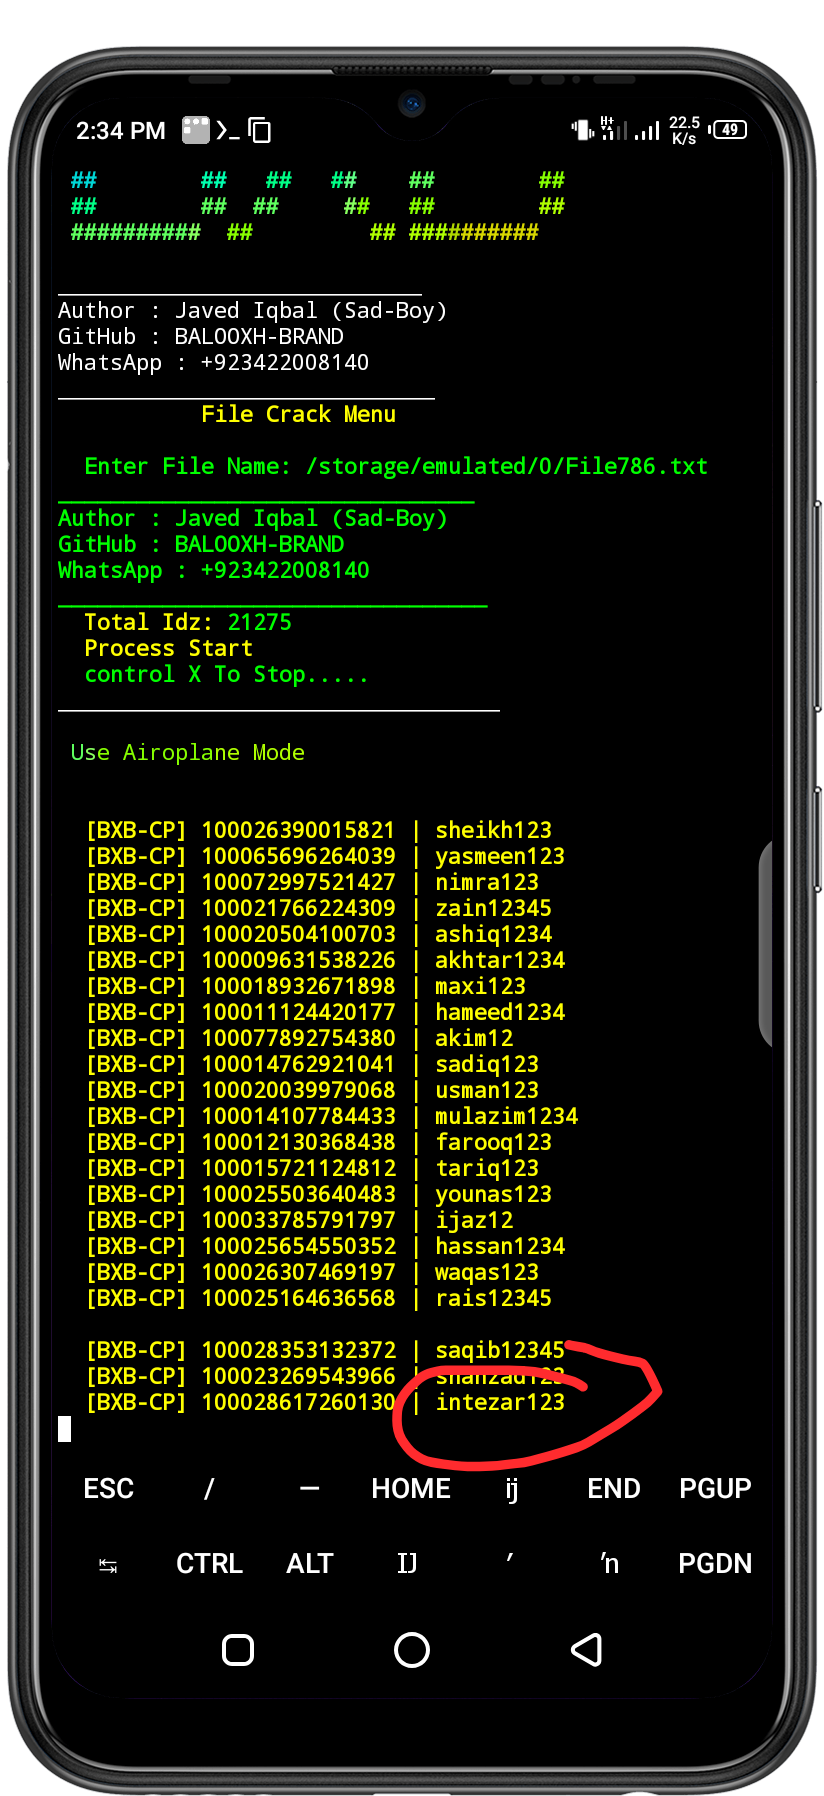 2:34 PM 22.5 K/s 49
## ## ## ## ## ##
## ## ## ## ## ##
########## ## ## ##########
Author : Javed Iqbal (Sad-Boy)
GitHub : BALOOXH-BRAND
WhatsApp : +923422008140
File Crack Menu
Enter File Name: /storage/emulated/0/File786.txt
Author : Javed Iqbal (Sad-Boy)
GitHub : BALOOXH-BRAND
WhatsApp : +923422008140
Total Idz: 21275
Process Start
control X To Stop.....
Use Airoplane Mode
[BXB-CP] 100026390015821 | sheikh123
[BXB-CP] 100065696264039 | yasmeen123
[BXB-CP] 100072997521427 | nimra123
[BXB-CP] 100021766224309 | zain12345
[BXB-CP] 100020504100703 | ashiq1234
[BXB-CP] 100009631538226 | akhtar1234
[BXB-CP] 100018932671898 | maxi123
[BXB-CP] 100011124420177 | hameed1234
[BXB-CP] 100077892754380 | akim12
[BXB-CP] 100014762921041 | sadiq123
[BXB-CP] 100020039979068 | usman123
[BXB-CP] 100014107784433 | mulazim1234
[BXB-CP] 100012130368438 | farooq123
[BXB-CP] 100015721124812 | tariq123
[BXB-CP] 100025503640483 | younas123
[BXB-CP] 100033785791797 | ijaz12
[BXB-CP] 100025654550352 | hassan1234
[BXB-CP] 100026307469197 | waqas123
[BXB-CP] 100025164636568 | rais12345
[BXB-CP] 100028353132372 | saqib12345
[BXB-CP] 100023269543966 |
[BXB-CP] 100028617260130 | intezar123
ESC / — HOME ĳ END PGUP
↹ CTRL ALT Ĳ ′ ŉ PGDN